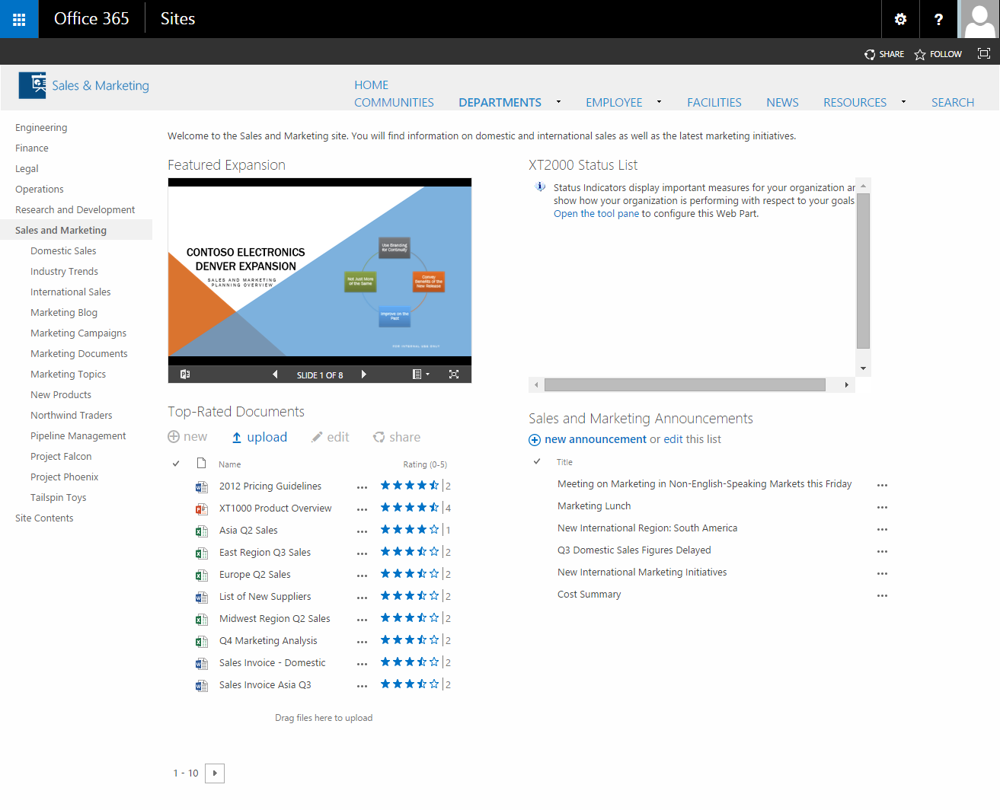 Office 365
Sites
?
SHARE
FOLLOW
Sales & Marketing
HOME
COMMUNITIES
DEPARTMENTS
EMPLOYEE
FACILITIES
NEWS
RESOURCES
SEARCH
Engineering
Finance
Legal
Operations
Research and Development
Sales and Marketing
Domestic Sales
Industry Trends
International Sales
Marketing Blog
Marketing Campaigns
Marketing Documents
Marketing Topics
New Products
Northwind Traders
Pipeline Management
Project Falcon
Project Phoenix
Tailspin Toys
Site Contents
Welcome to the Sales and Marketing site. You will find information on domestic and international sales as well as the latest marketing initiatives.
Featured Expansion
CONTOSO ELECTRONICS
DENVER EXPANSION
SALES AND MARKETING
PLANNING OVERVIEW
Use Branding
for Continuity
Not Just More
of the Same
Convey
Benefits of the
New Release
Improve on the
Past
FOR INTERNAL USE ONLY
SLIDE 1 OF 8
XT2000 Status List
Status Indicators display important measures for your organization ar
show how your organization is performing with respect to your goals
Open the tool pane to configure this Web Part.
Top-Rated Documents
new upload edit share
Name Rating (0-5)
2012 Pricing Guidelines ... 2
XT1000 Product Overview ... 4
Asia Q2 Sales ... 1
East Region Q3 Sales ... 2
Europe Q2 Sales ... 2
List of New Suppliers ... 2
Midwest Region Q2 Sales ... 2
Q4 Marketing Analysis ... 2
Sales Invoice - Domestic ... 2
Sales Invoice Asia Q3 ... 2
Drag files here to upload
1 - 10
Sales and Marketing Announcements
new announcement or edit this list
Title
Meeting on Marketing in Non-English-Speaking Markets this Friday ...
Marketing Lunch ...
New International Region: South America ...
Q3 Domestic Sales Figures Delayed ...
New International Marketing Initiatives ...
Cost Summary ...